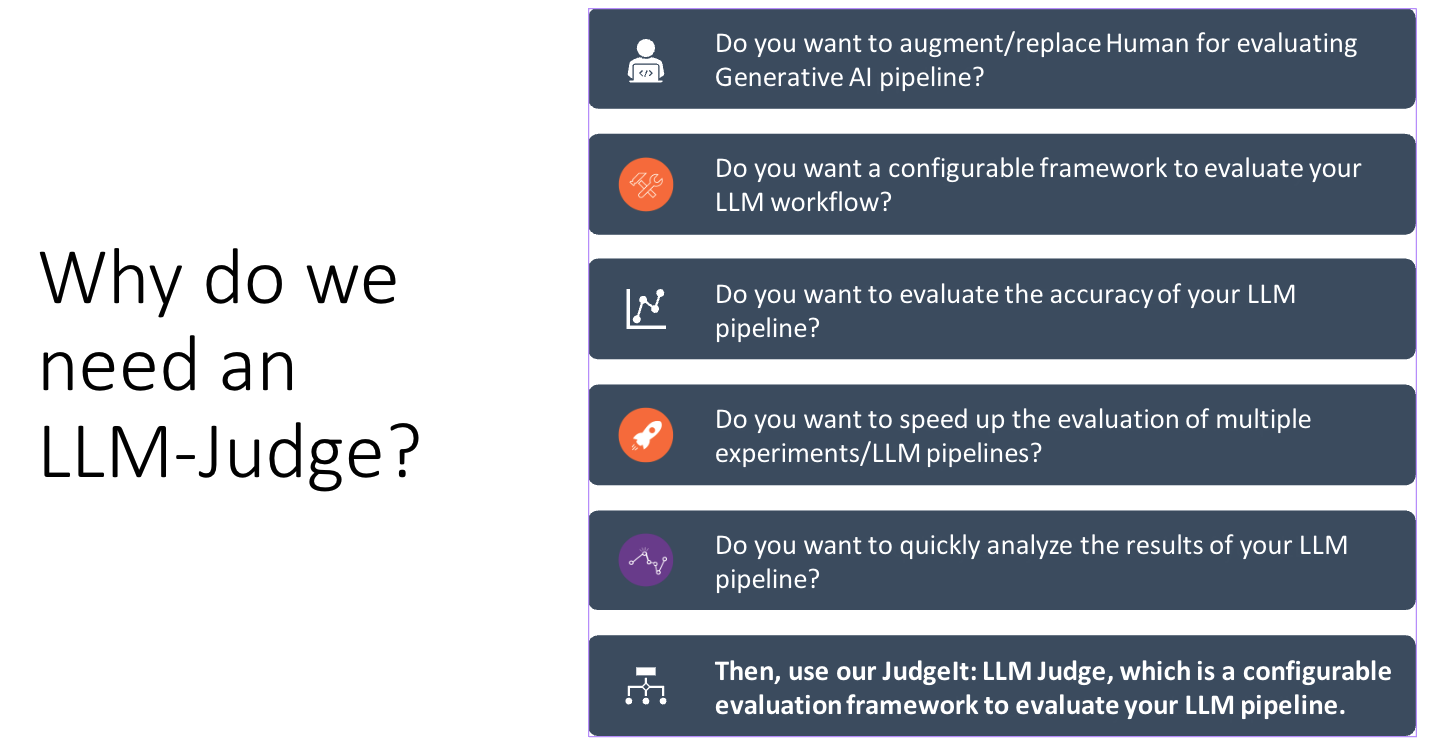 Why do we
need an
LLM-Judge?
Do you want to augment/replace Human for evaluating
Generative AI pipeline?
Do you want a configurable framework to evaluate your
LLM workflow?
Do you want to evaluate the accuracy of your LLM
pipeline?
Do you want to speed up the evaluation of multiple
experiments/LLM pipelines?
Do you want to quickly analyze the results of your LLM
pipeline?
Then, use our JudgeIt: LLM Judge, which is a configurable
evaluation framework to evaluate your LLM pipeline.